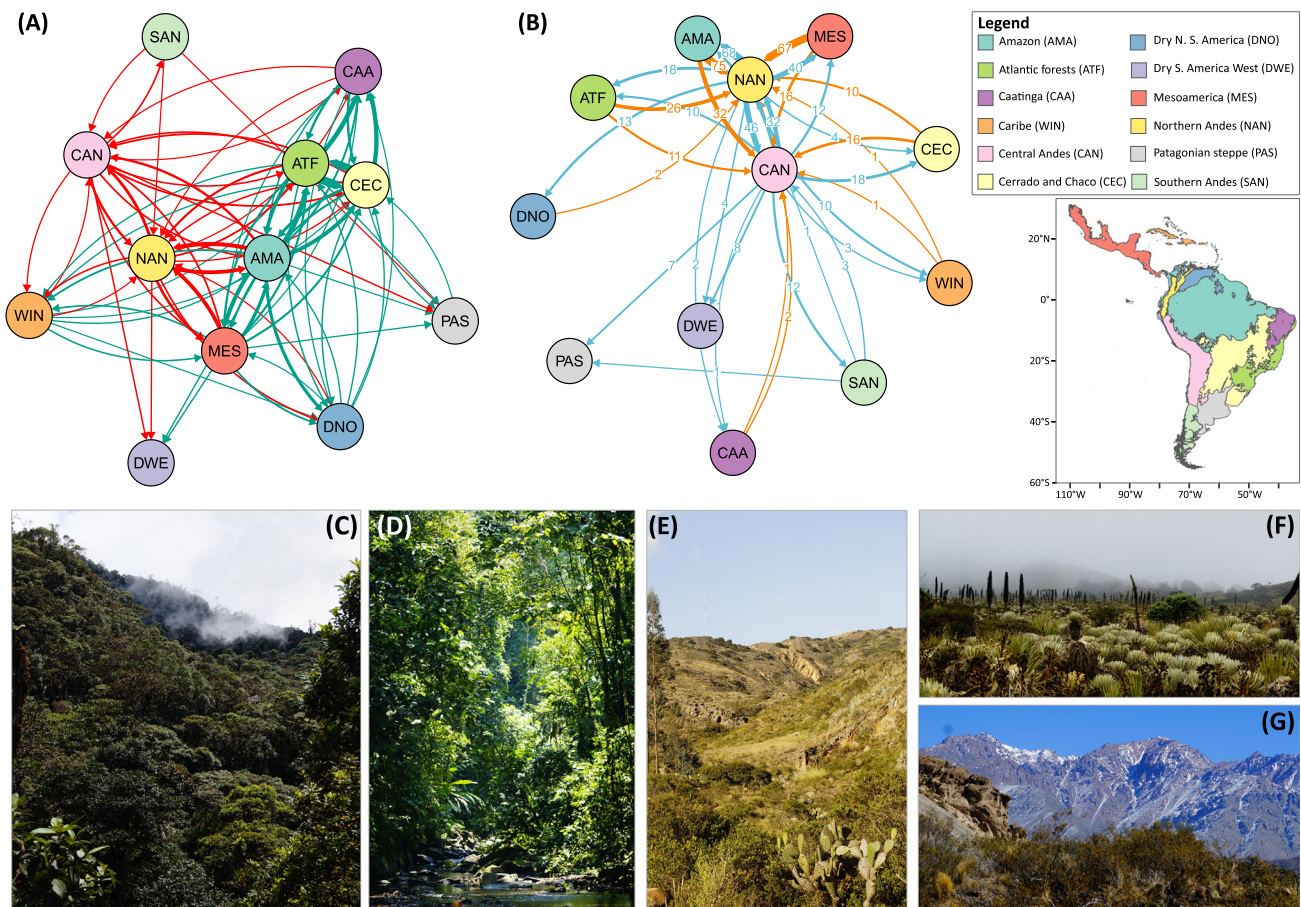 (A)
SAN
CAA
CAN
ATF
CEC
NAN
AMA
WIN
PAS
MES
DNO
DWE
(B)
AMA
MES
67
68
75
40
NAN
18
ATF
26
13
10
32
46
32
16
12
10
4
CEC
16
1
11
CAN
18
2
DNO
4
10
1
1
7
2
8
1
3
3
WIN
1
12
DWE
1
2
PAS
1
1
SAN
CAA
Legend
Amazon (AMA)
Atlantic forests (ATF)
Caatinga (CAA)
Caribe (WIN)
Central Andes (CAN)
Cerrado and Chaco (CEC)
Dry N. S. America (DNO)
Dry S. America West (DWE)
Mesoamerica (MES)
Northern Andes (NAN)
Patagonian steppe (PAS)
Southern Andes (SAN)
20°N
0°
20°S
40°S
60°S
110°W 90°W 70°W 50°W
(C)
(D)
(E)
(F)
(G)